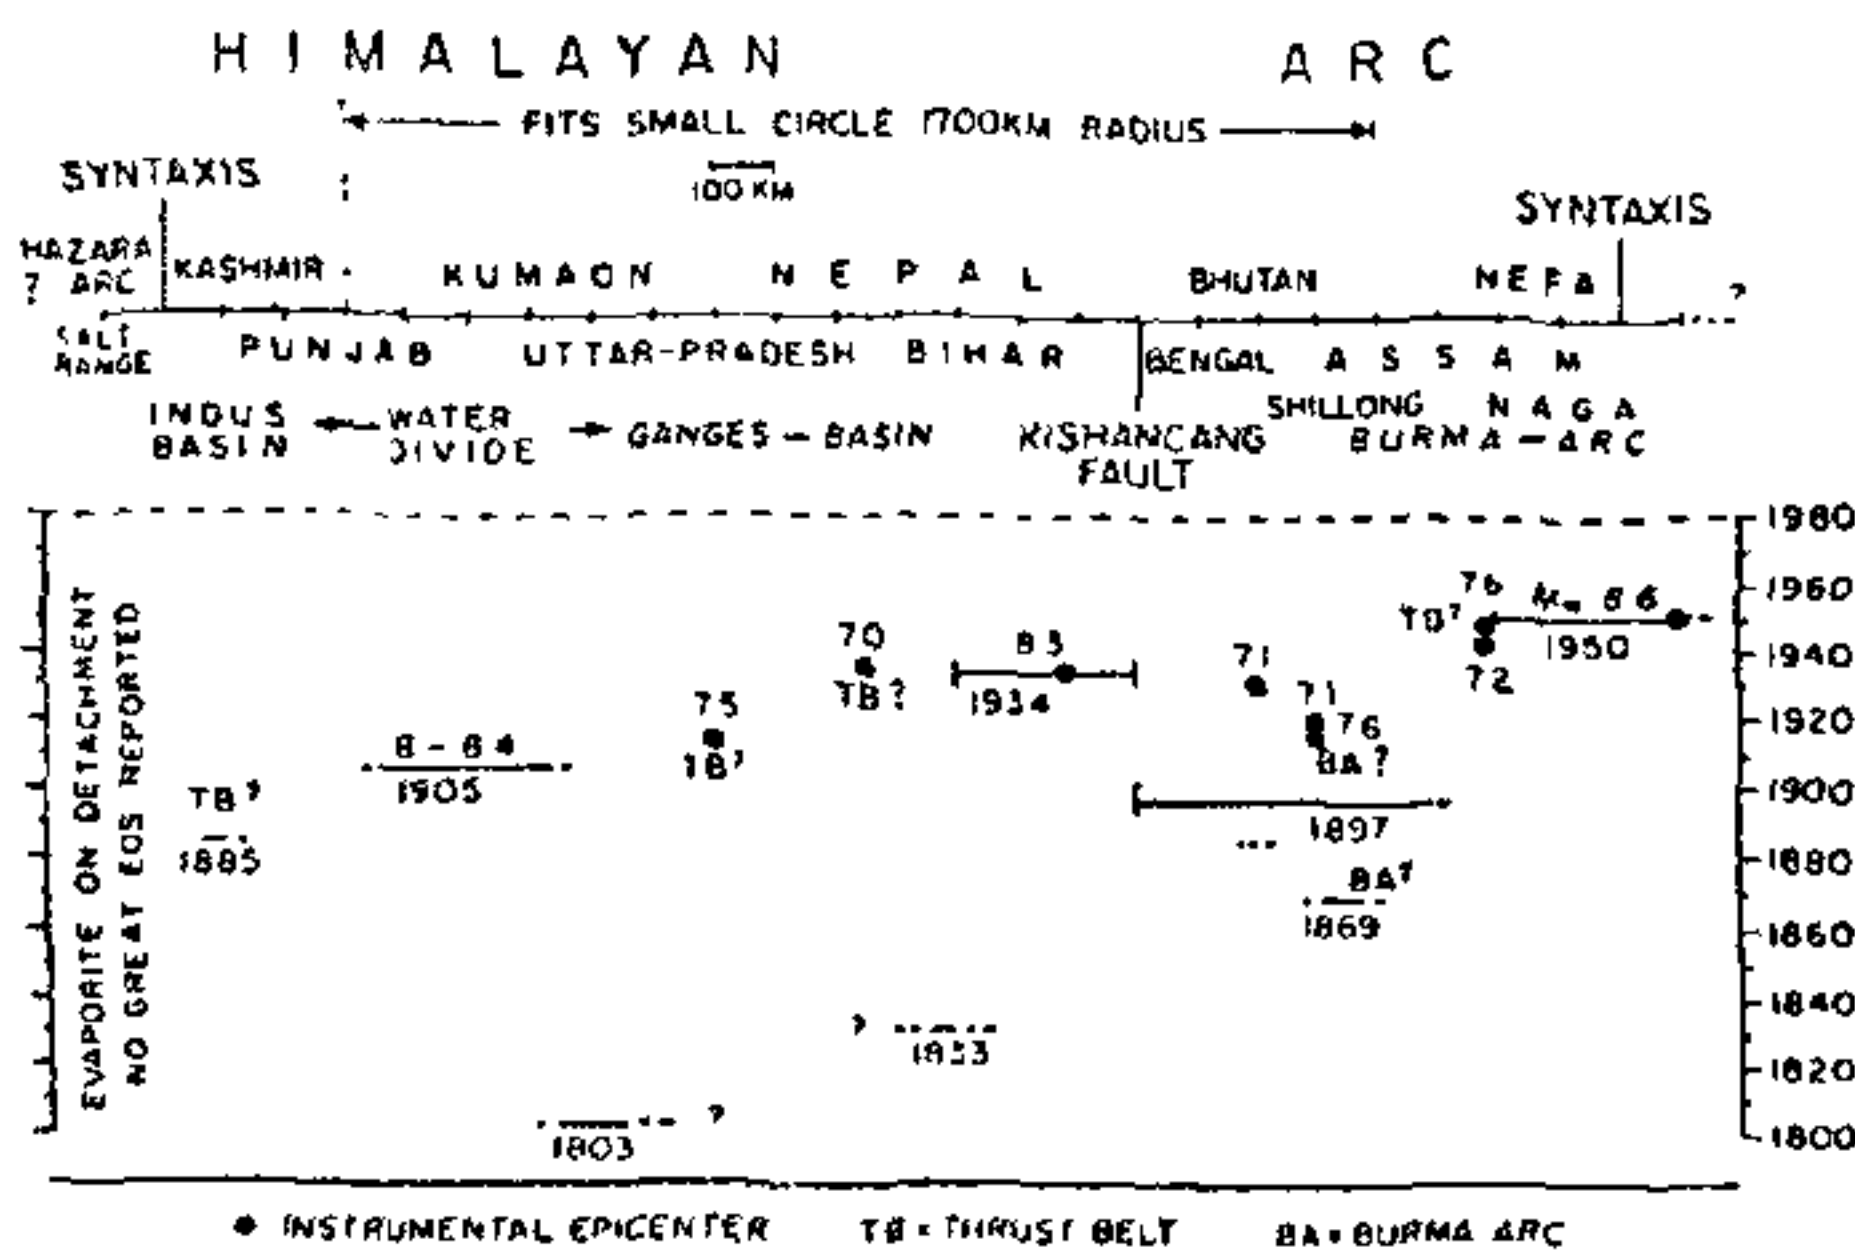 HIMALAYAN ARC
FITS SMALL CIRCLE 1700KM RADIUS
100 KM
SYNTAXIS
SYNTAXIS
HAZARA
? ARC
KASHMIR
KUMAON
NEPAL
BHUTAN
NEFA
?
SALT
RANGE
PUNJAB
UTTAR-PRADESH
BIHAR
BENGAL
ASSAM
SHILLONG
NAGA
INDUS
BASIN
WATER
DIVIDE
GANGES - BASIN
KISHANGANG
FAULT
BURMA - ARC
EVAPORITE ON DETACHMENT
NO GREAT EQS REPORTED
1980
1960
1940
1920
1900
1880
1860
1840
1820
1800
76
TB?
1950
72
70
TB?
8 3
1934
71
71
76
BA?
75
TB?
8 - 8 4
1905
TB?
1885
1897
BA?
1869
?
1833
?
1803
INSTRUMENTAL EPICENTER
TB = THRUST BELT
BA = BURMA ARC